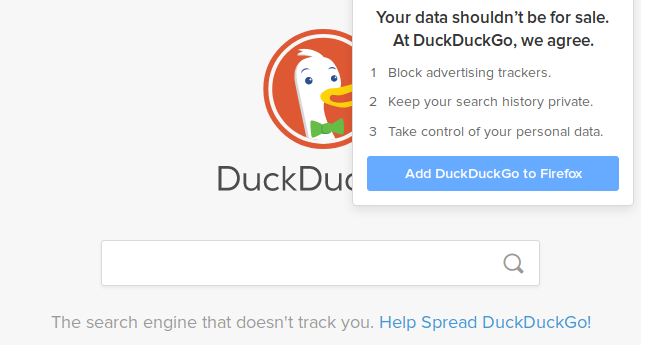 Your data shouldn’t be for sale.
At DuckDuckGo, we agree.
1 Block advertising trackers.
2 Keep your search history private.
3 Take control of your personal data.
Add DuckDuckGo to Firefox
DuckDuc
The search engine that doesn't track you. Help Spread DuckDuckGo!